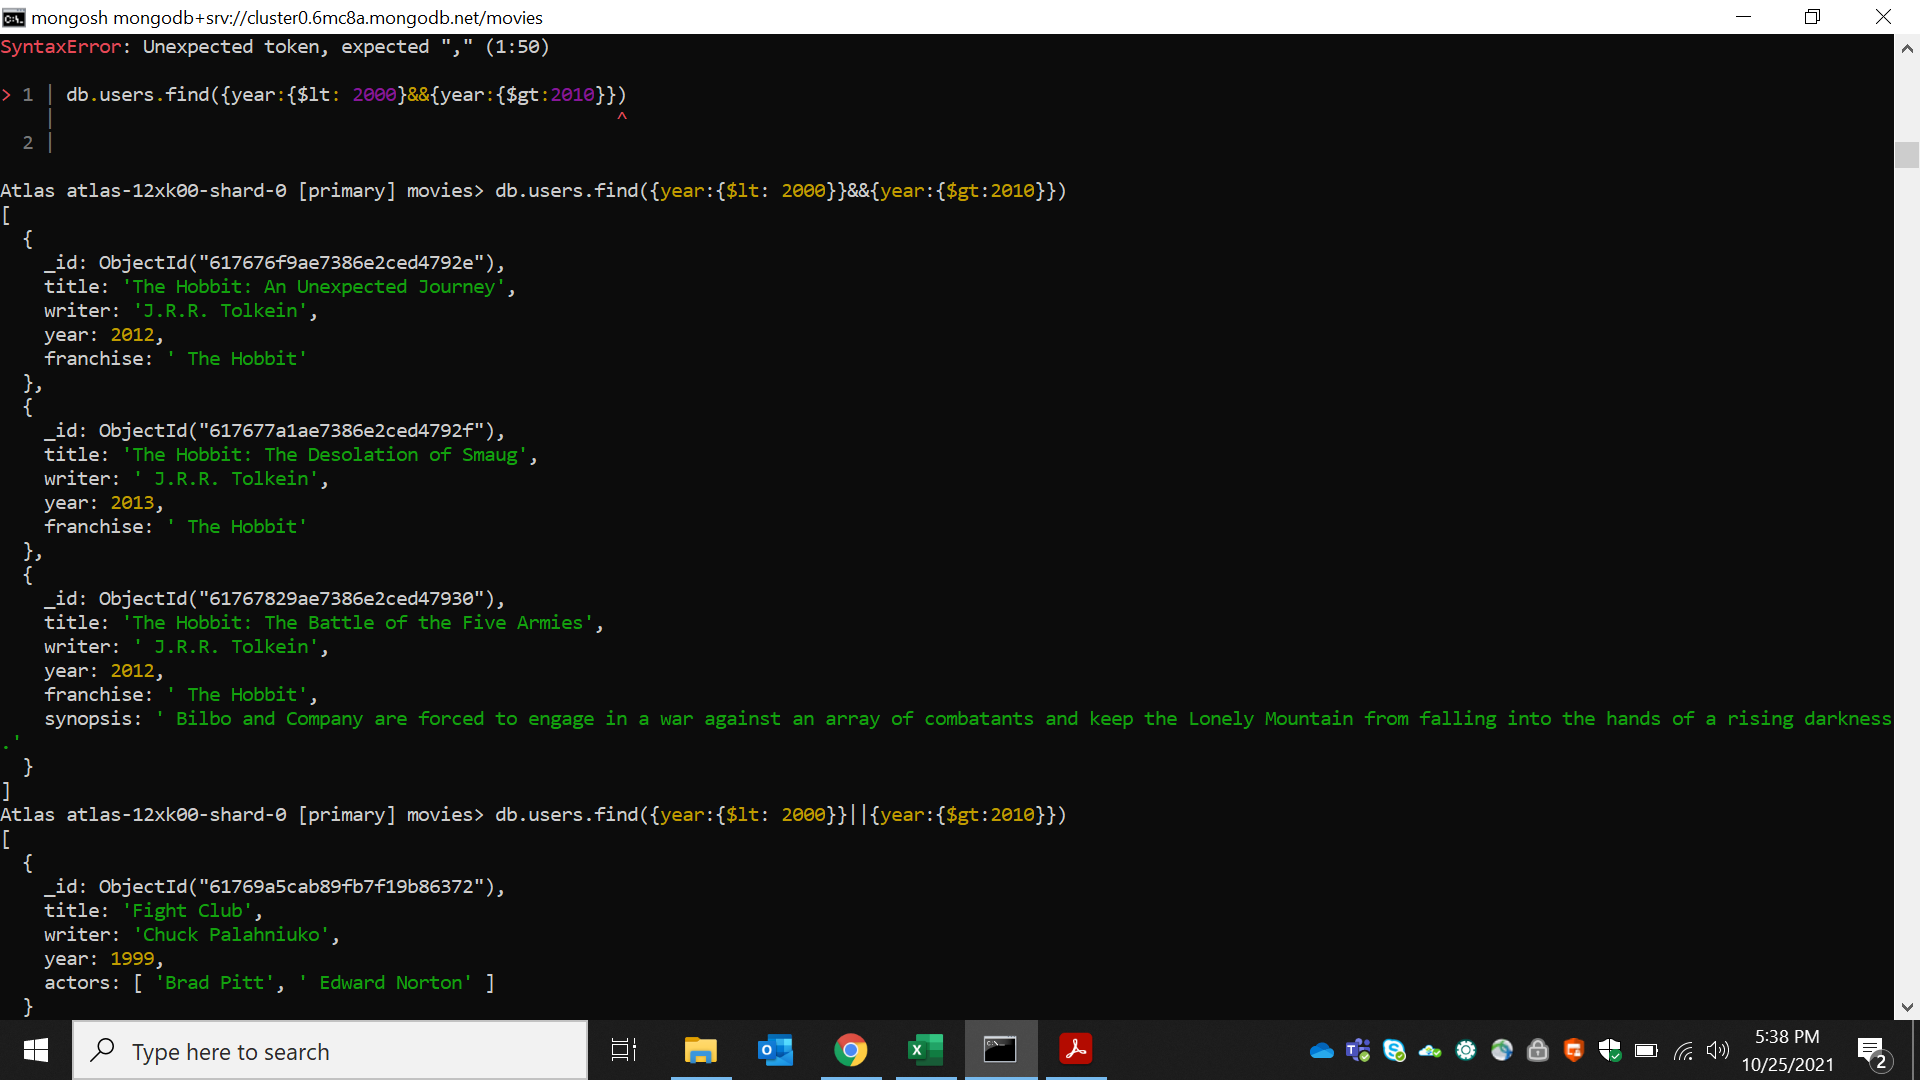 mongosh mongodb+srv://cluster0.6mc8a.mongodb.net/movies
SyntaxError: Unexpected token, expected "," (1:50)
> 1 | db.users.find({year:{$lt: 2000}&&{year:{$gt:2010}})
|                                                   ^
2 |
Atlas atlas-12xk00-shard-0 [primary] movies> db.users.find({year:{$lt: 2000}}&&{year:{$gt:2010}})
[
{
_id: ObjectId("617676f9ae7386e2ced4792e"),
title: 'The Hobbit: An Unexpected Journey',
writer: 'J.R.R. Tolkein',
year: 2012,
franchise: ' The Hobbit'
},
{
_id: ObjectId("617677a1ae7386e2ced4792f"),
title: 'The Hobbit: The Desolation of Smaug',
writer: ' J.R.R. Tolkein',
year: 2013,
franchise: ' The Hobbit'
},
{
_id: ObjectId("61767829ae7386e2ced47930"),
title: 'The Hobbit: The Battle of the Five Armies',
writer: ' J.R.R. Tolkein',
year: 2012,
franchise: ' The Hobbit',
synopsis: ' Bilbo and Company are forced to engage in a war against an array of combatants and keep the Lonely Mountain from falling into the hands of a rising darkness
.'
}
]
Atlas atlas-12xk00-shard-0 [primary] movies> db.users.find({year:{$lt: 2000}}||{year:{$gt:2010}})
[
{
_id: ObjectId("61769a5cab89fb7f19b86372"),
title: 'Fight Club',
writer: 'Chuck Palahniuko',
year: 1999,
actors: [ 'Brad Pitt', ' Edward Norton' ]
}
Type here to search
5:38 PM
10/25/2021
2